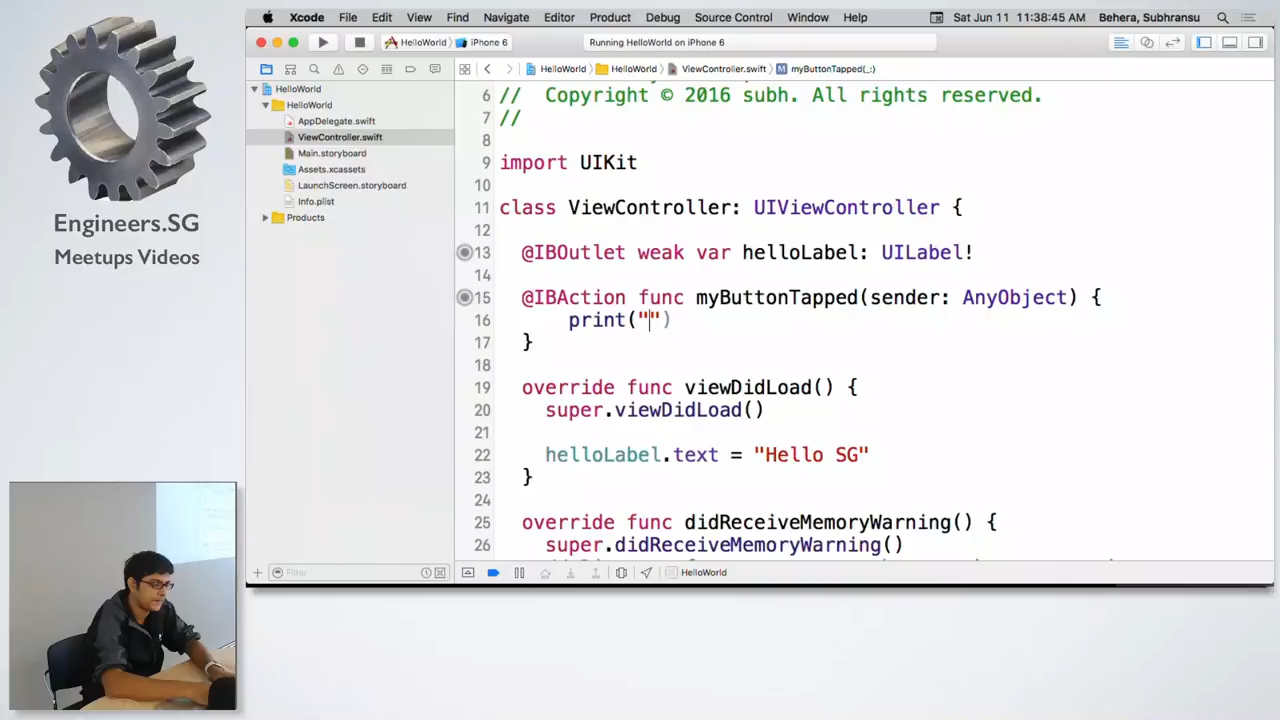 Xcode File Edit View Find Navigate Editor Product Debug Source Control Window Help Sat Jun 11 11:38:45 AM Behera, Subhransu
HelloWorld iPhone 6 Running HelloWorld on iPhone 6
HelloWorld HelloWorld ViewController.swift myButtonTapped(_:)
HelloWorld
HelloWorld
AppDelegate.swift
ViewController.swift
Main.storyboard
Assets.xcassets
LaunchScreen.storyboard
Info.plist
Products
6 // Copyright © 2016 subh. All rights reserved.
7 //
8
9 import UIKit
10
11 class ViewController: UIViewController {
12
13 @IBOutlet weak var helloLabel: UILabel!
14
15 @IBAction func myButtonTapped(sender: AnyObject) {
16 print("")
17 }
18
19 override func viewDidLoad() {
20 super.viewDidLoad()
21
22 helloLabel.text = "Hello SG"
23 }
24
25 override func didReceiveMemoryWarning() {
26 super.didReceiveMemoryWarning()
Filter
HelloWorld
Engineers.SG
Meetups Videos